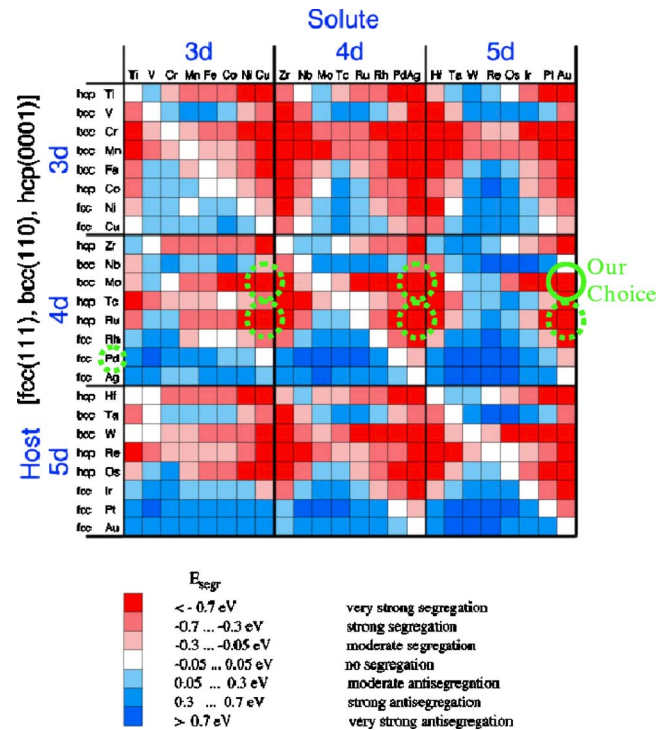 Solute
3d 4d 5d
Ti V Cr Mn Fe Co Ni Cu Zr Nb Mo Tc Ru Rh Pd Ag Hf Ta W Re Os Ir Pt Au
Host [fcc(111), bcc(110), hcp(0001)]
3d
hcp Ti
bcc V
bcc Cr
bcc Mn
bcc Fe
hcp Co
fcc Ni
fcc Cu
4d
hcp Zr
bcc Nb
bcc Mo
hcp Tc
hcp Ru
fcc Rh
fcc Pd
fcc Ag
Our
Choice
5d
hcp Hf
bcc Ta
bcc W
hcp Re
hcp Os
fcc Ir
fcc Pt
fcc Au
E segr
< - 0.7 eV very strong segregation
-0.7 ... -0.3 eV strong segregation
-0.3 ... -0.05 eV moderate segregation
-0.05 ... 0.05 eV no segregation
0.05 ... 0.3 eV moderate antisegregation
0.3 ... 0.7 eV strong antisegregation
> 0.7 eV very strong antisegregation